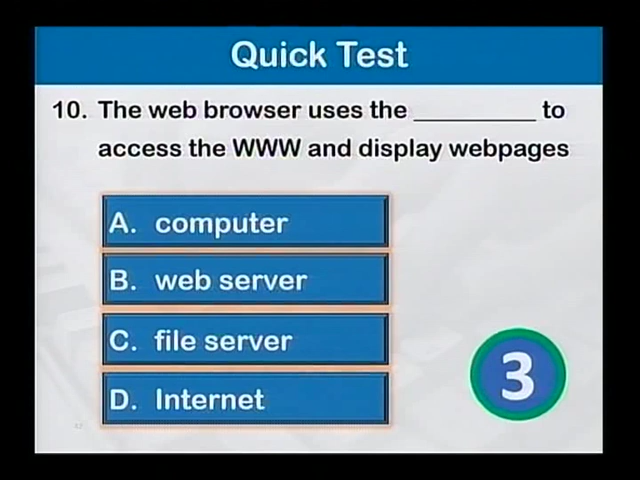 Quick Test
10. The web browser uses the __________ to
access the WWW and display webpages
A. computer
B. web server
C. file server
D. Internet
3